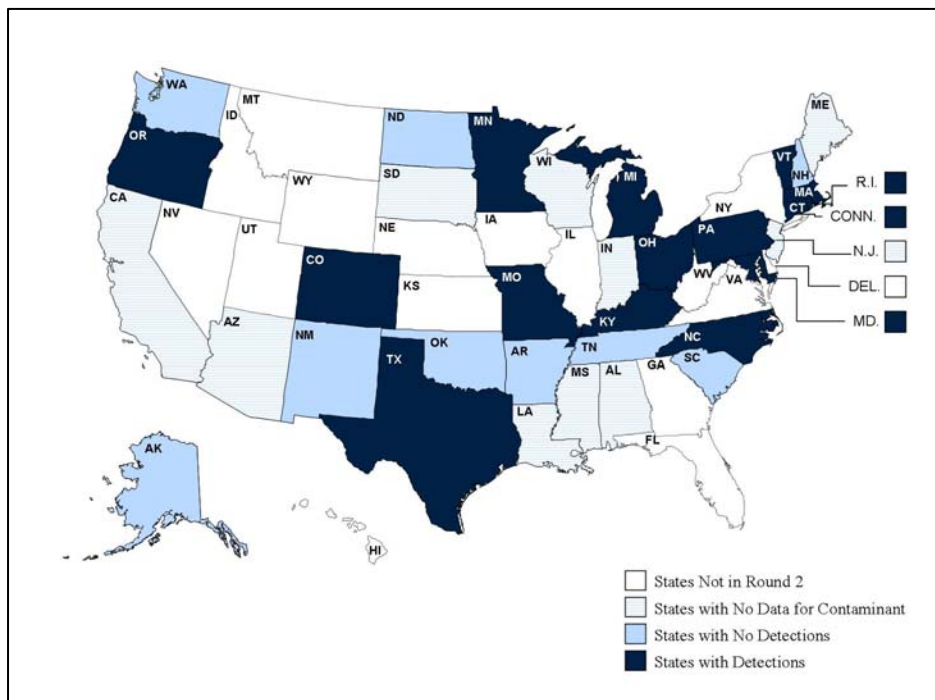 WA
MT
ND
MN
ME
ID
OR
VT
NH
WI
MI
SD
MA
R.I.
WY
CT
CONN.
CA
NV
NY
IA
NE
PA
UT
IL
IN
OH
N.J.
CO
WV
VA
DEL.
MO
KS
KY
MD.
AZ
NM
OK
AR
TN
NC
TX
SC
MS
AL
GA
LA
FL
AK
HI
States Not in Round 2
States with No Data for Contaminant
States with No Detections
States with Detections